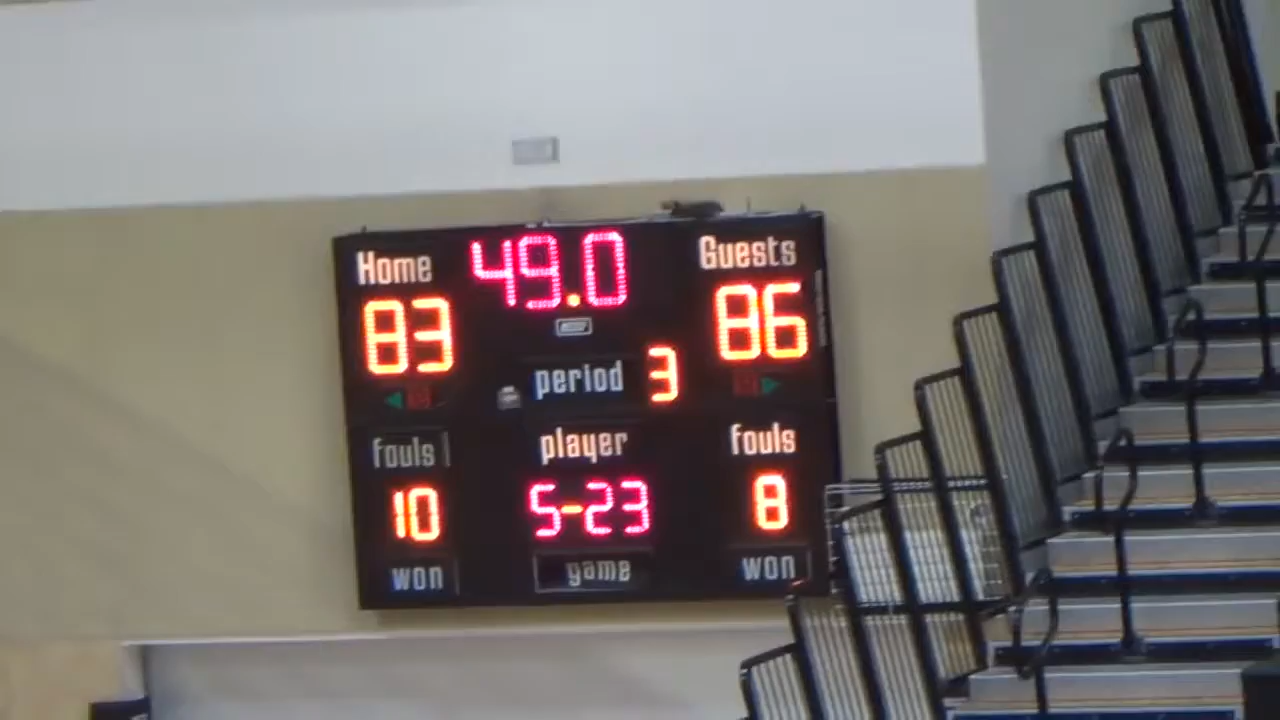 Home 49.0 Guests
83 86
period 3
fouls player fouls
10 5-23 8
won game won